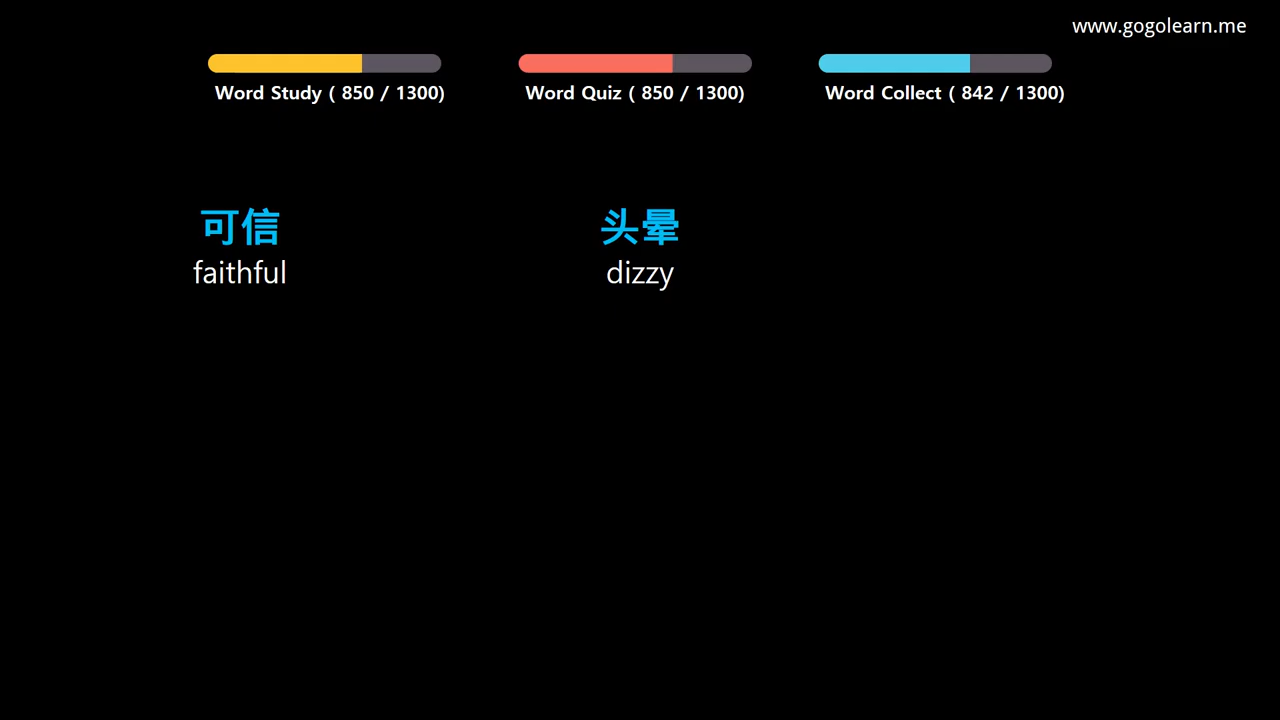 www.gogolearn.me
Word Study ( 850 / 1300)
Word Quiz ( 850 / 1300)
Word Collect ( 842 / 1300)
可信
faithful
头晕
dizzy